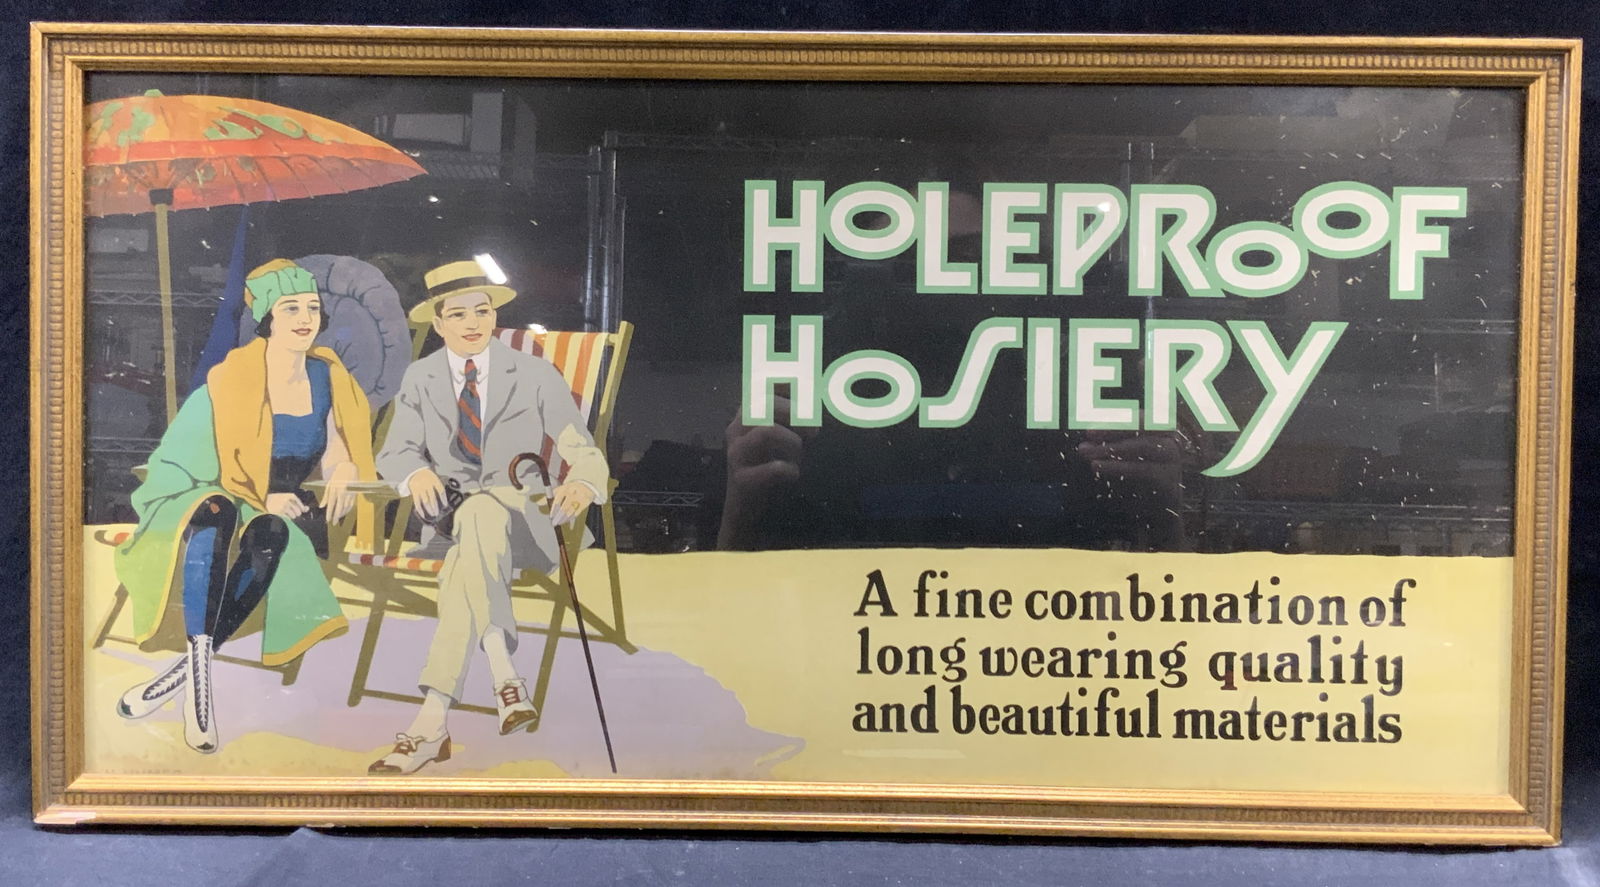 HOLEPROOF
HOSIERY
A fine combination of
long wearing quality
and beautiful materials